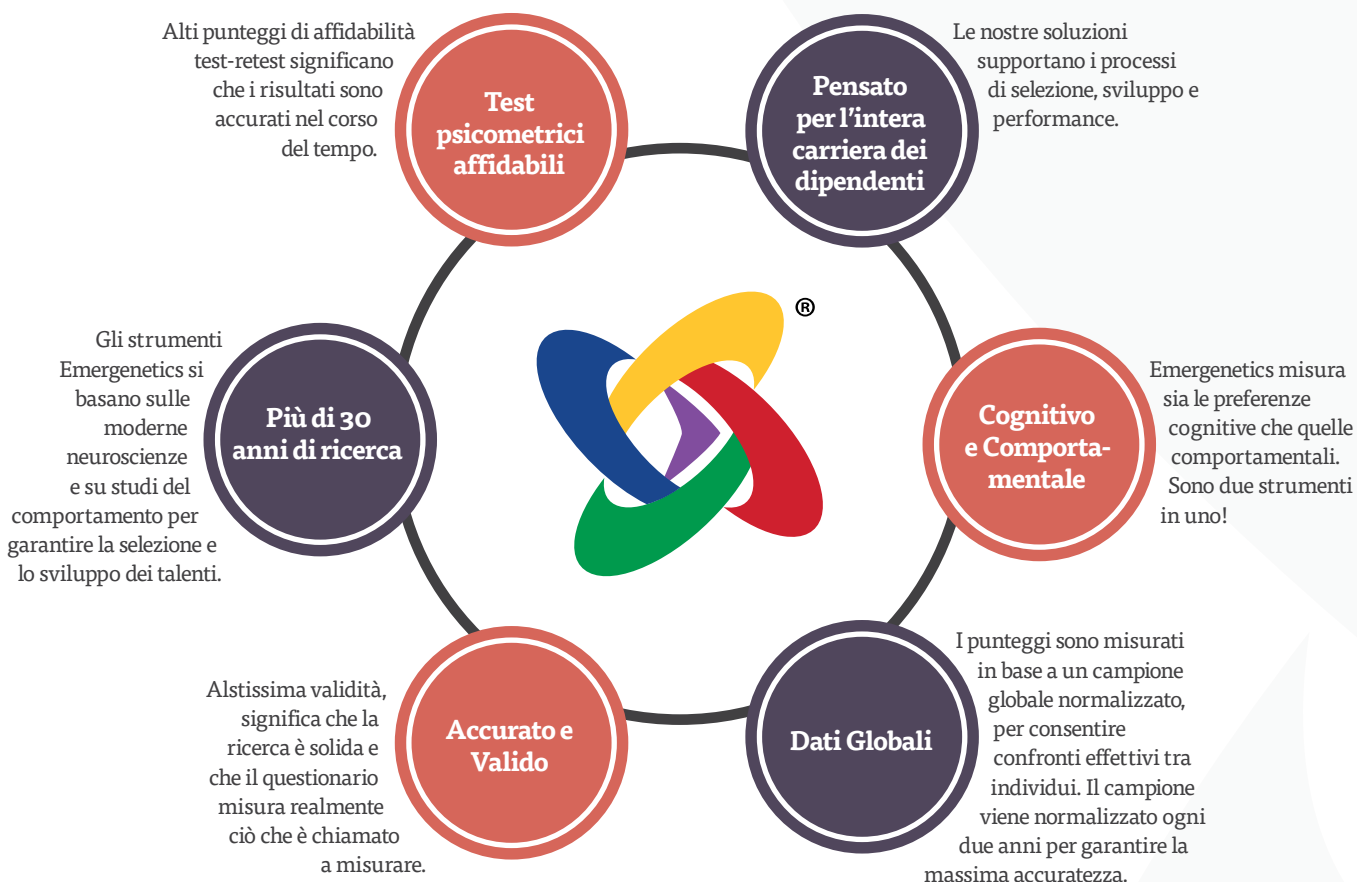 Alti punteggi di affidabilità
test-retest significano
che i risultati sono
accurati nel corso
del tempo.
Test
psicometrici
affidabili
Pensato
per l'intera
carriera dei
dipendenti
Le nostre soluzioni
supportano i processi
di selezione, sviluppo e
performance.
®
Gli strumenti
Emergenetics si
basano sulle
moderne
neuroscienze
e su studi del
comportamento per
garantire la selezione e
lo sviluppo dei talenti.
Più di 30
anni di ricerca
Cognitivo
e Comporta-
mentale
Emergenetics misura
sia le preferenze
cognitive che quelle
comportamentali.
Sono due strumenti
in uno!
Alstissima validità,
significa che la
ricerca è solida e
che il questionario
misura realmente
ciò che è chiamato
a misurare.
Accurato e
Valido
Dati Globali
I punteggi sono misurati
in base a un campione
globale normalizzato,
per consentire
confronti effettivi tra
individui. Il campione
viene normalizzato ogni
due anni per garantire la
massima accuratezza.